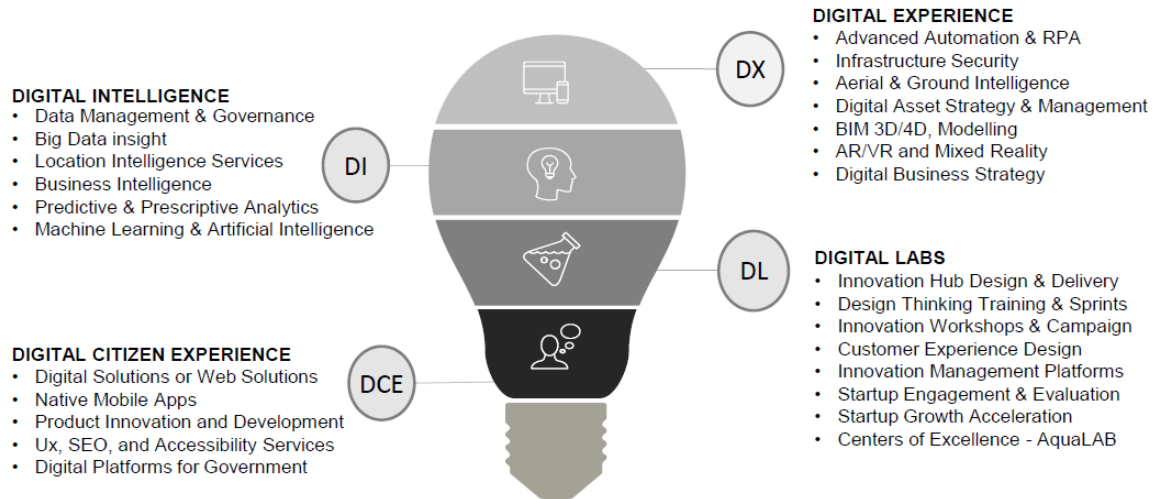 DIGITAL EXPERIENCE
• Advanced Automation & RPA
• Infrastructure Security
• Aerial & Ground Intelligence
• Digital Asset Strategy & Management
• BIM 3D/4D, Modelling
• AR/VR and Mixed Reality
• Digital Business Strategy
DX
DIGITAL INTELLIGENCE
• Data Management & Governance
• Big Data insight
• Location Intelligence Services
• Business Intelligence
• Predictive & Prescriptive Analytics
• Machine Learning & Artificial Intelligence
DI
DIGITAL LABS
• Innovation Hub Design & Delivery
• Design Thinking Training & Sprints
• Innovation Workshops & Campaign
• Customer Experience Design
• Innovation Management Platforms
• Startup Engagement & Evaluation
• Startup Growth Acceleration
• Centers of Excellence - AquaLAB
DL
DIGITAL CITIZEN EXPERIENCE
• Digital Solutions or Web Solutions
• Native Mobile Apps
• Product Innovation and Development
• Ux, SEO, and Accessibility Services
• Digital Platforms for Government
DCE